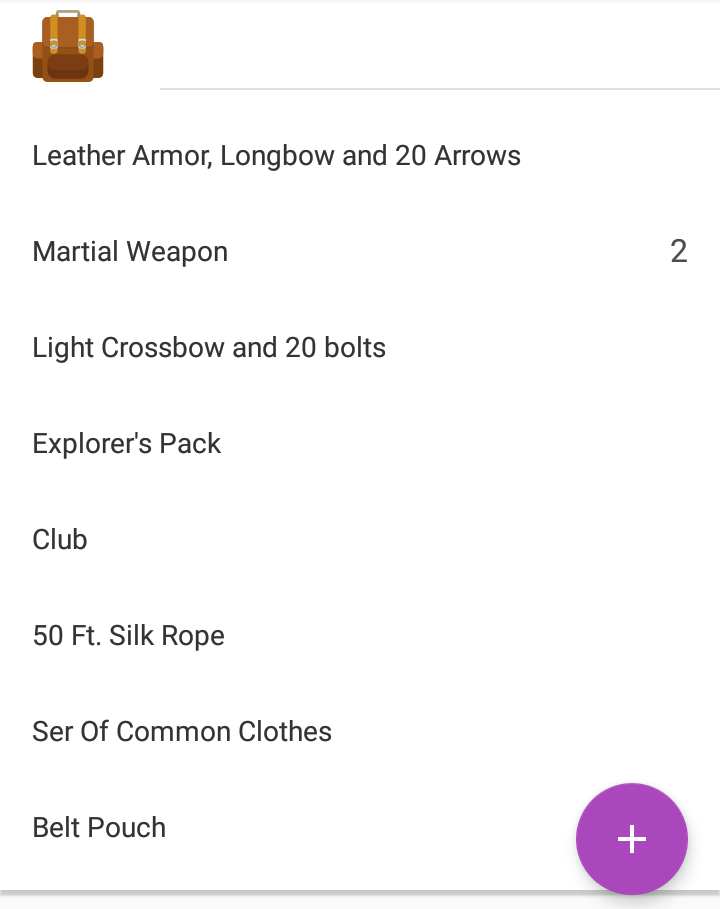 Leather Armor, Longbow and 20 Arrows
Martial Weapon 2
Light Crossbow and 20 bolts
Explorer's Pack
Club
50 Ft. Silk Rope
Ser Of Common Clothes
Belt Pouch